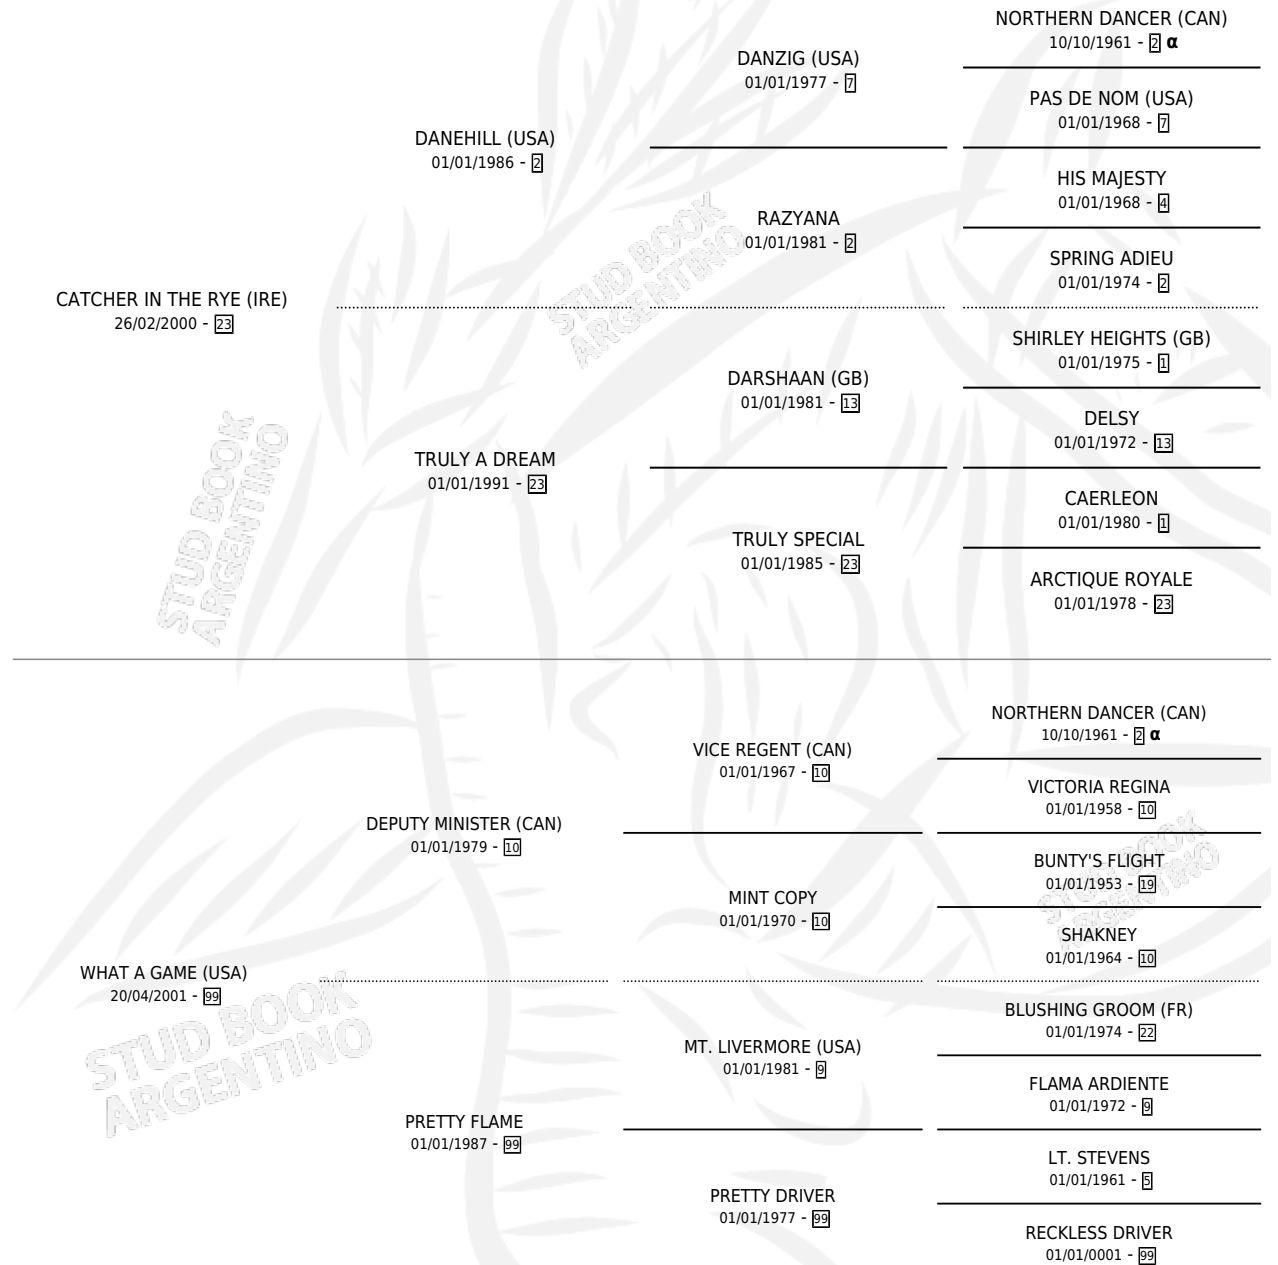 NORTHERN DANCER (CAN)
10/10/1961 - 2 α
DANZIG (USA)
01/01/1977 - 7
PAS DE NOM (USA)
01/01/1968 - 7
DANEHILL (USA)
01/01/1986 - 2
HIS MAJESTY
01/01/1968 - 4
RAZYANA
01/01/1981 - 2
SPRING ADIEU
01/01/1974 - 2
CATCHER IN THE RYE (IRE)
26/02/2000 - 23
STUD BOOK
ARGENTINO
SHIRLEY HEIGHTS (GB)
01/01/1975 - 1
DARSHAAN (GB)
01/01/1981 - 13
DELSY
01/01/1972 - 13
TRULY A DREAM
01/01/1991 - 23
CAERLEON
01/01/1980 - 1
TRULY SPECIAL
01/01/1985 - 23
ARCTIQUE ROYALE
01/01/1978 - 23
STUD BOOK
ARGENTINO
NORTHERN DANCER (CAN)
10/10/1961 - 2 α
VICE REGENT (CAN)
01/01/1967 - 10
VICTORIA REGINA
01/01/1958 - 10
DEPUTY MINISTER (CAN)
01/01/1979 - 10
BUNTY'S FLIGHT
01/01/1953 - 19
MINT COPY
01/01/1970 - 10
SHAKNEY
01/01/1964 - 10
STUD BOOK
ARGENTINO
WHAT A GAME (USA)
20/04/2001 - 99
BLUSHING GROOM (FR)
01/01/1974 - 22
MT. LIVERMORE (USA)
01/01/1981 - 9
FLAMA ARDIENTE
01/01/1972 - 9
STUD BOOK
ARGENTINO
PRETTY FLAME
01/01/1987 - 99
LT. STEVENS
01/01/1961 - 5
PRETTY DRIVER
01/01/1977 - 99
RECKLESS DRIVER
01/01/0001 - 99